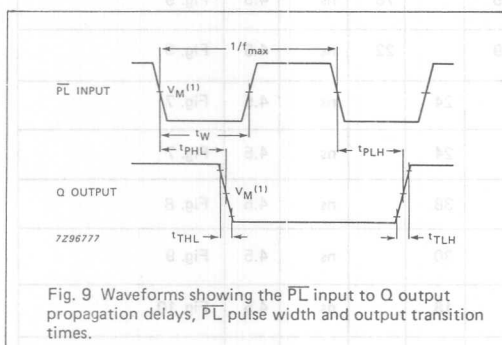 1/fmax
PL INPUT
VM(1)
tW
tPHL
tPLH
Q OUTPUT
VM(1)
7Z96777
tTHL
tTLH
Fig. 9 Waveforms showing the PL input to Q output
propagation delays, PL pulse width and output transition
times.